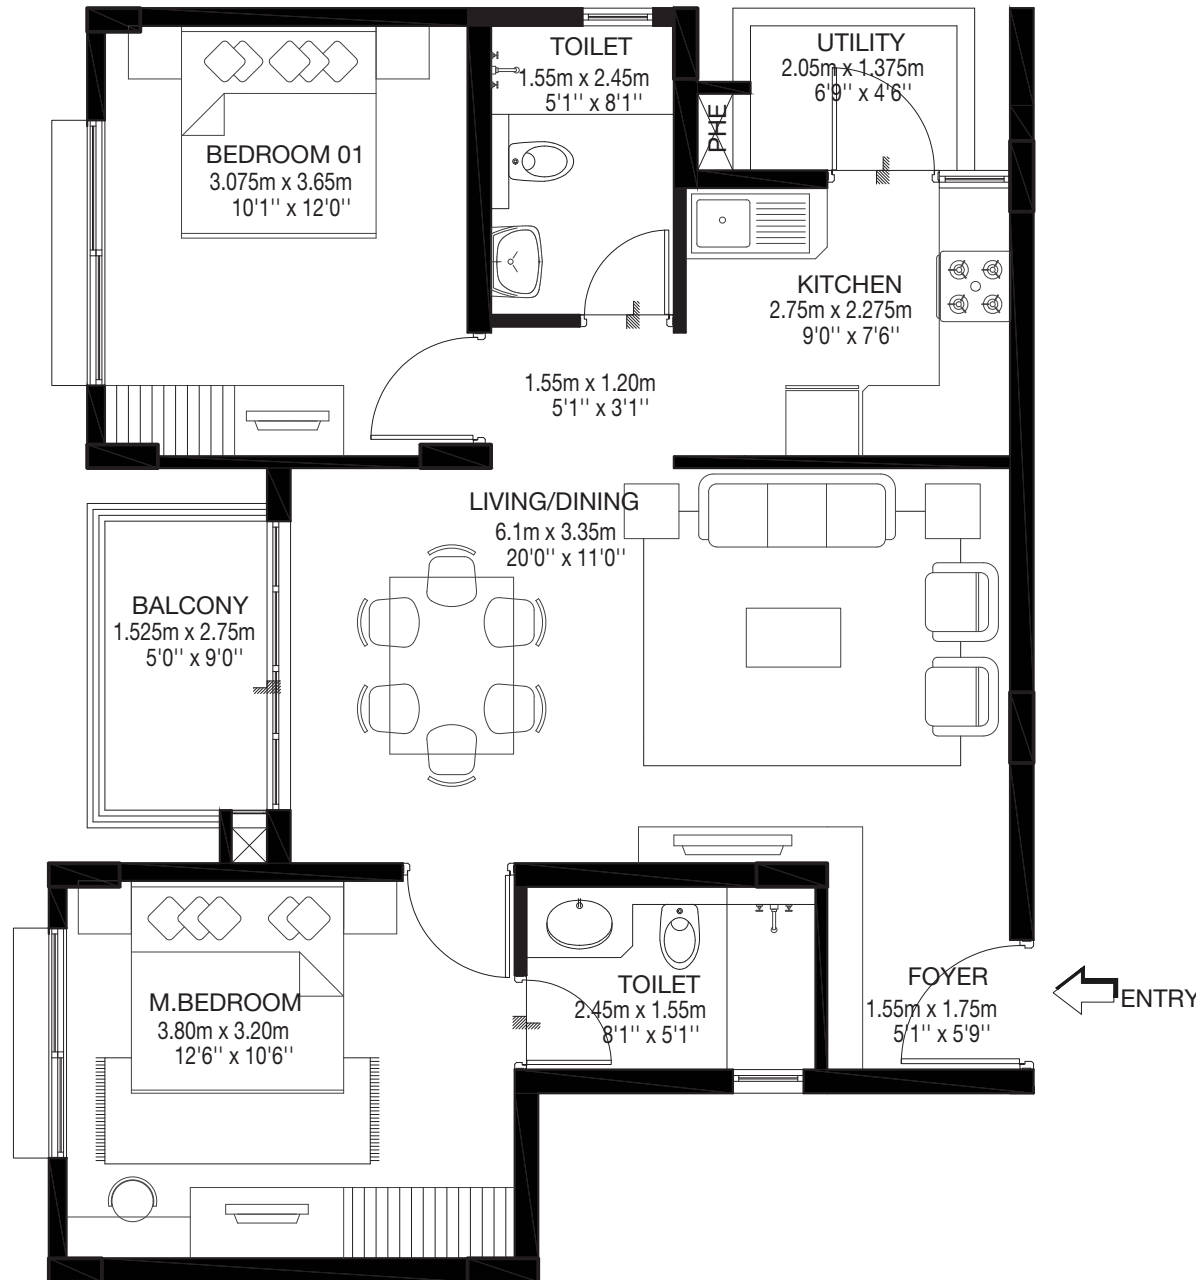 TOILET
1.55m x 2.45m
5'1'' x 8'1''
UTILITY
2.05m x 1.375m
6'9'' x 4'6''
PHE
BEDROOM 01
3.075m x 3.65m
10'1'' x 12'0''
KITCHEN
2.75m x 2.275m
9'0'' x 7'6''
1.55m x 1.20m
5'1'' x 3'1''
LIVING/DINING
6.1m x 3.35m
20'0'' x 11'0''
BALCONY
1.525m x 2.75m
5'0'' x 9'0''
M.BEDROOM
3.80m x 3.20m
12'6'' x 10'6''
TOILET
2.45m x 1.55m
8'1'' x 5'1''
FOYER
1.55m x 1.75m
5'1'' x 5'9''
ENTRY